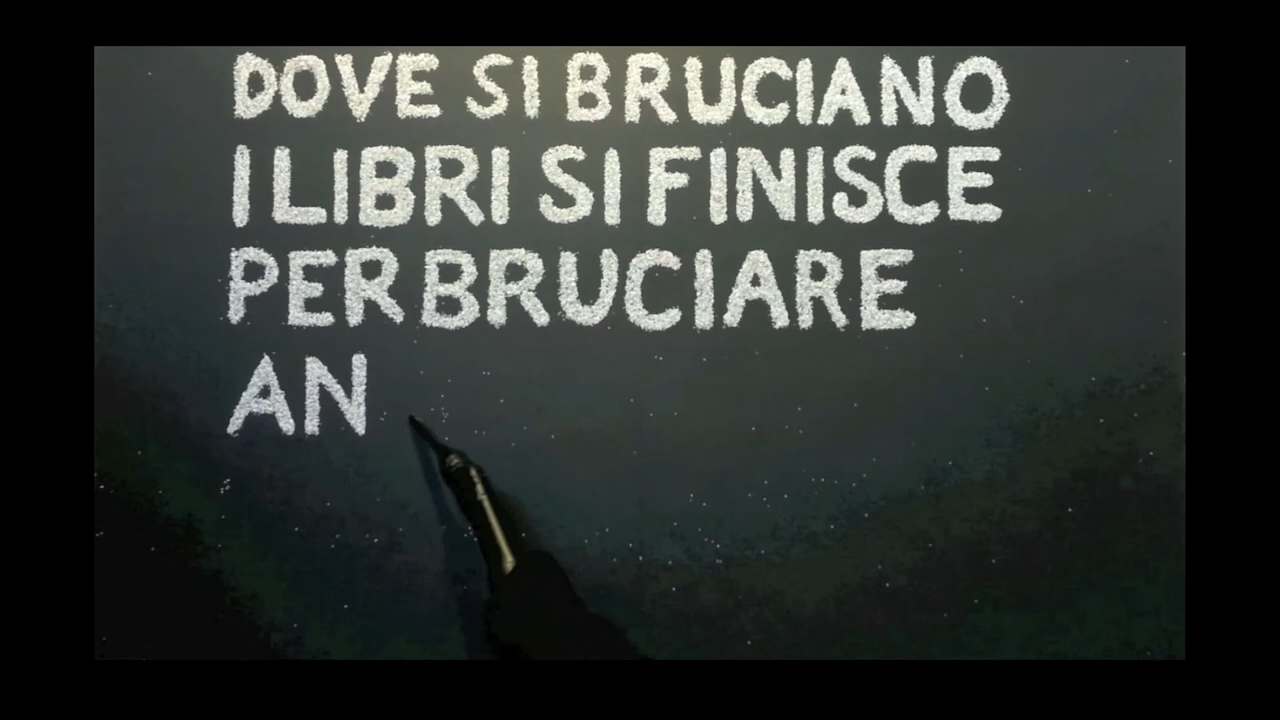 DOVE SI BRUCIANO
I LIBRI SI FINISCE
PER BRUCIARE
AN